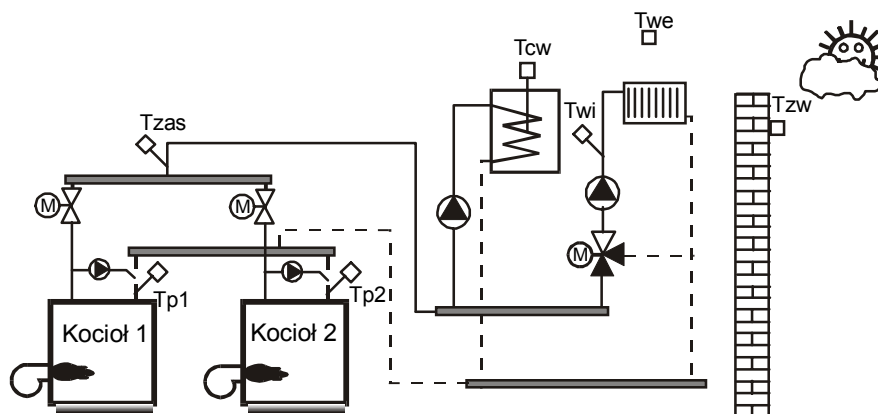 Twe
Tcw
Tzw
Tzas
Twi
M
M
M
Tp1
Tp2
Kocioł 1
Kocioł 2